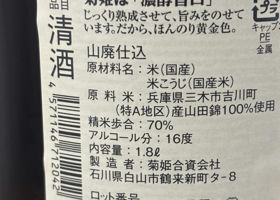 菊姫は「濃醇旨口」
じっくり熟成させて、旨みをのせて
います。だから、ほんのり黄金色。
品目
清酒
山廃仕込
原材料名：米（国産）
米こうじ（国産米）
原料米：兵庫県三木市吉川町
（特A地区）産山田錦100％使用
精米歩合：70％
アルコール分：16度
内容量：1.8ℓ
製造者：菊姫合資会社
石川県白山市鶴来新町タ-8
ロット番号
4571146712042
プラ
キャップ